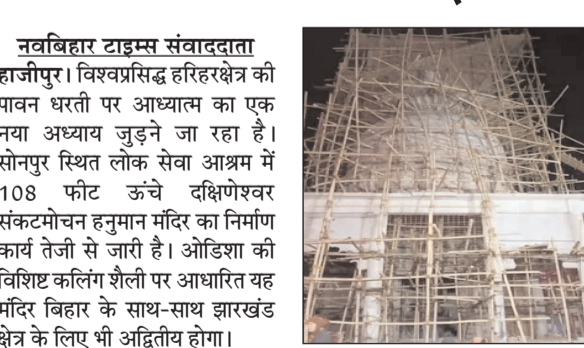 नवबिहार टाइम्स संवाददाता
हाजीपुर। विश्वप्रसिद्ध हरिहरक्षेत्र की
पावन धरती पर आध्यात्म का एक
नया अध्याय जुड़ने जा रहा है।
सोनपुर स्थित लोक सेवा आश्रम में
108 फीट ऊंचे दक्षिणेश्वर
संकटमोचन हनुमान मंदिर का निर्माण
कार्य तेजी से जारी है। ओडिशा की
विशिष्ट कलिंग शैली पर आधारित यह
मंदिर बिहार के साथ-साथ झारखंड
क्षेत्र के लिए भी अद्वितीय होगा।